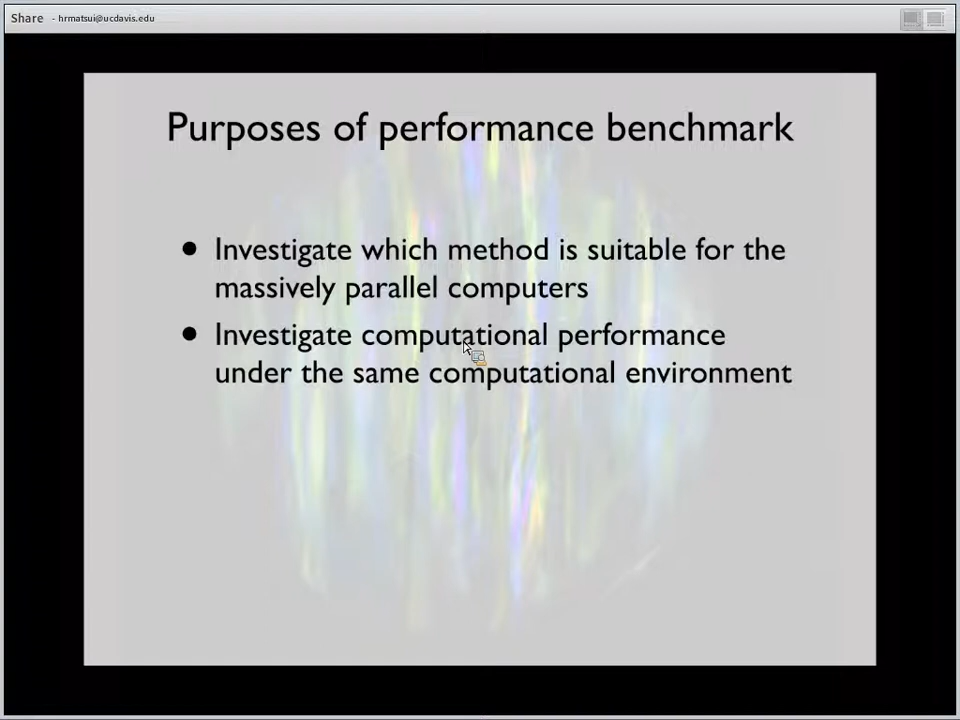 Share - hrmatsui@ucdavis.edu
Purposes of performance benchmark
• Investigate which method is suitable for the
massively parallel computers
• Investigate computational performance
under the same computational environment